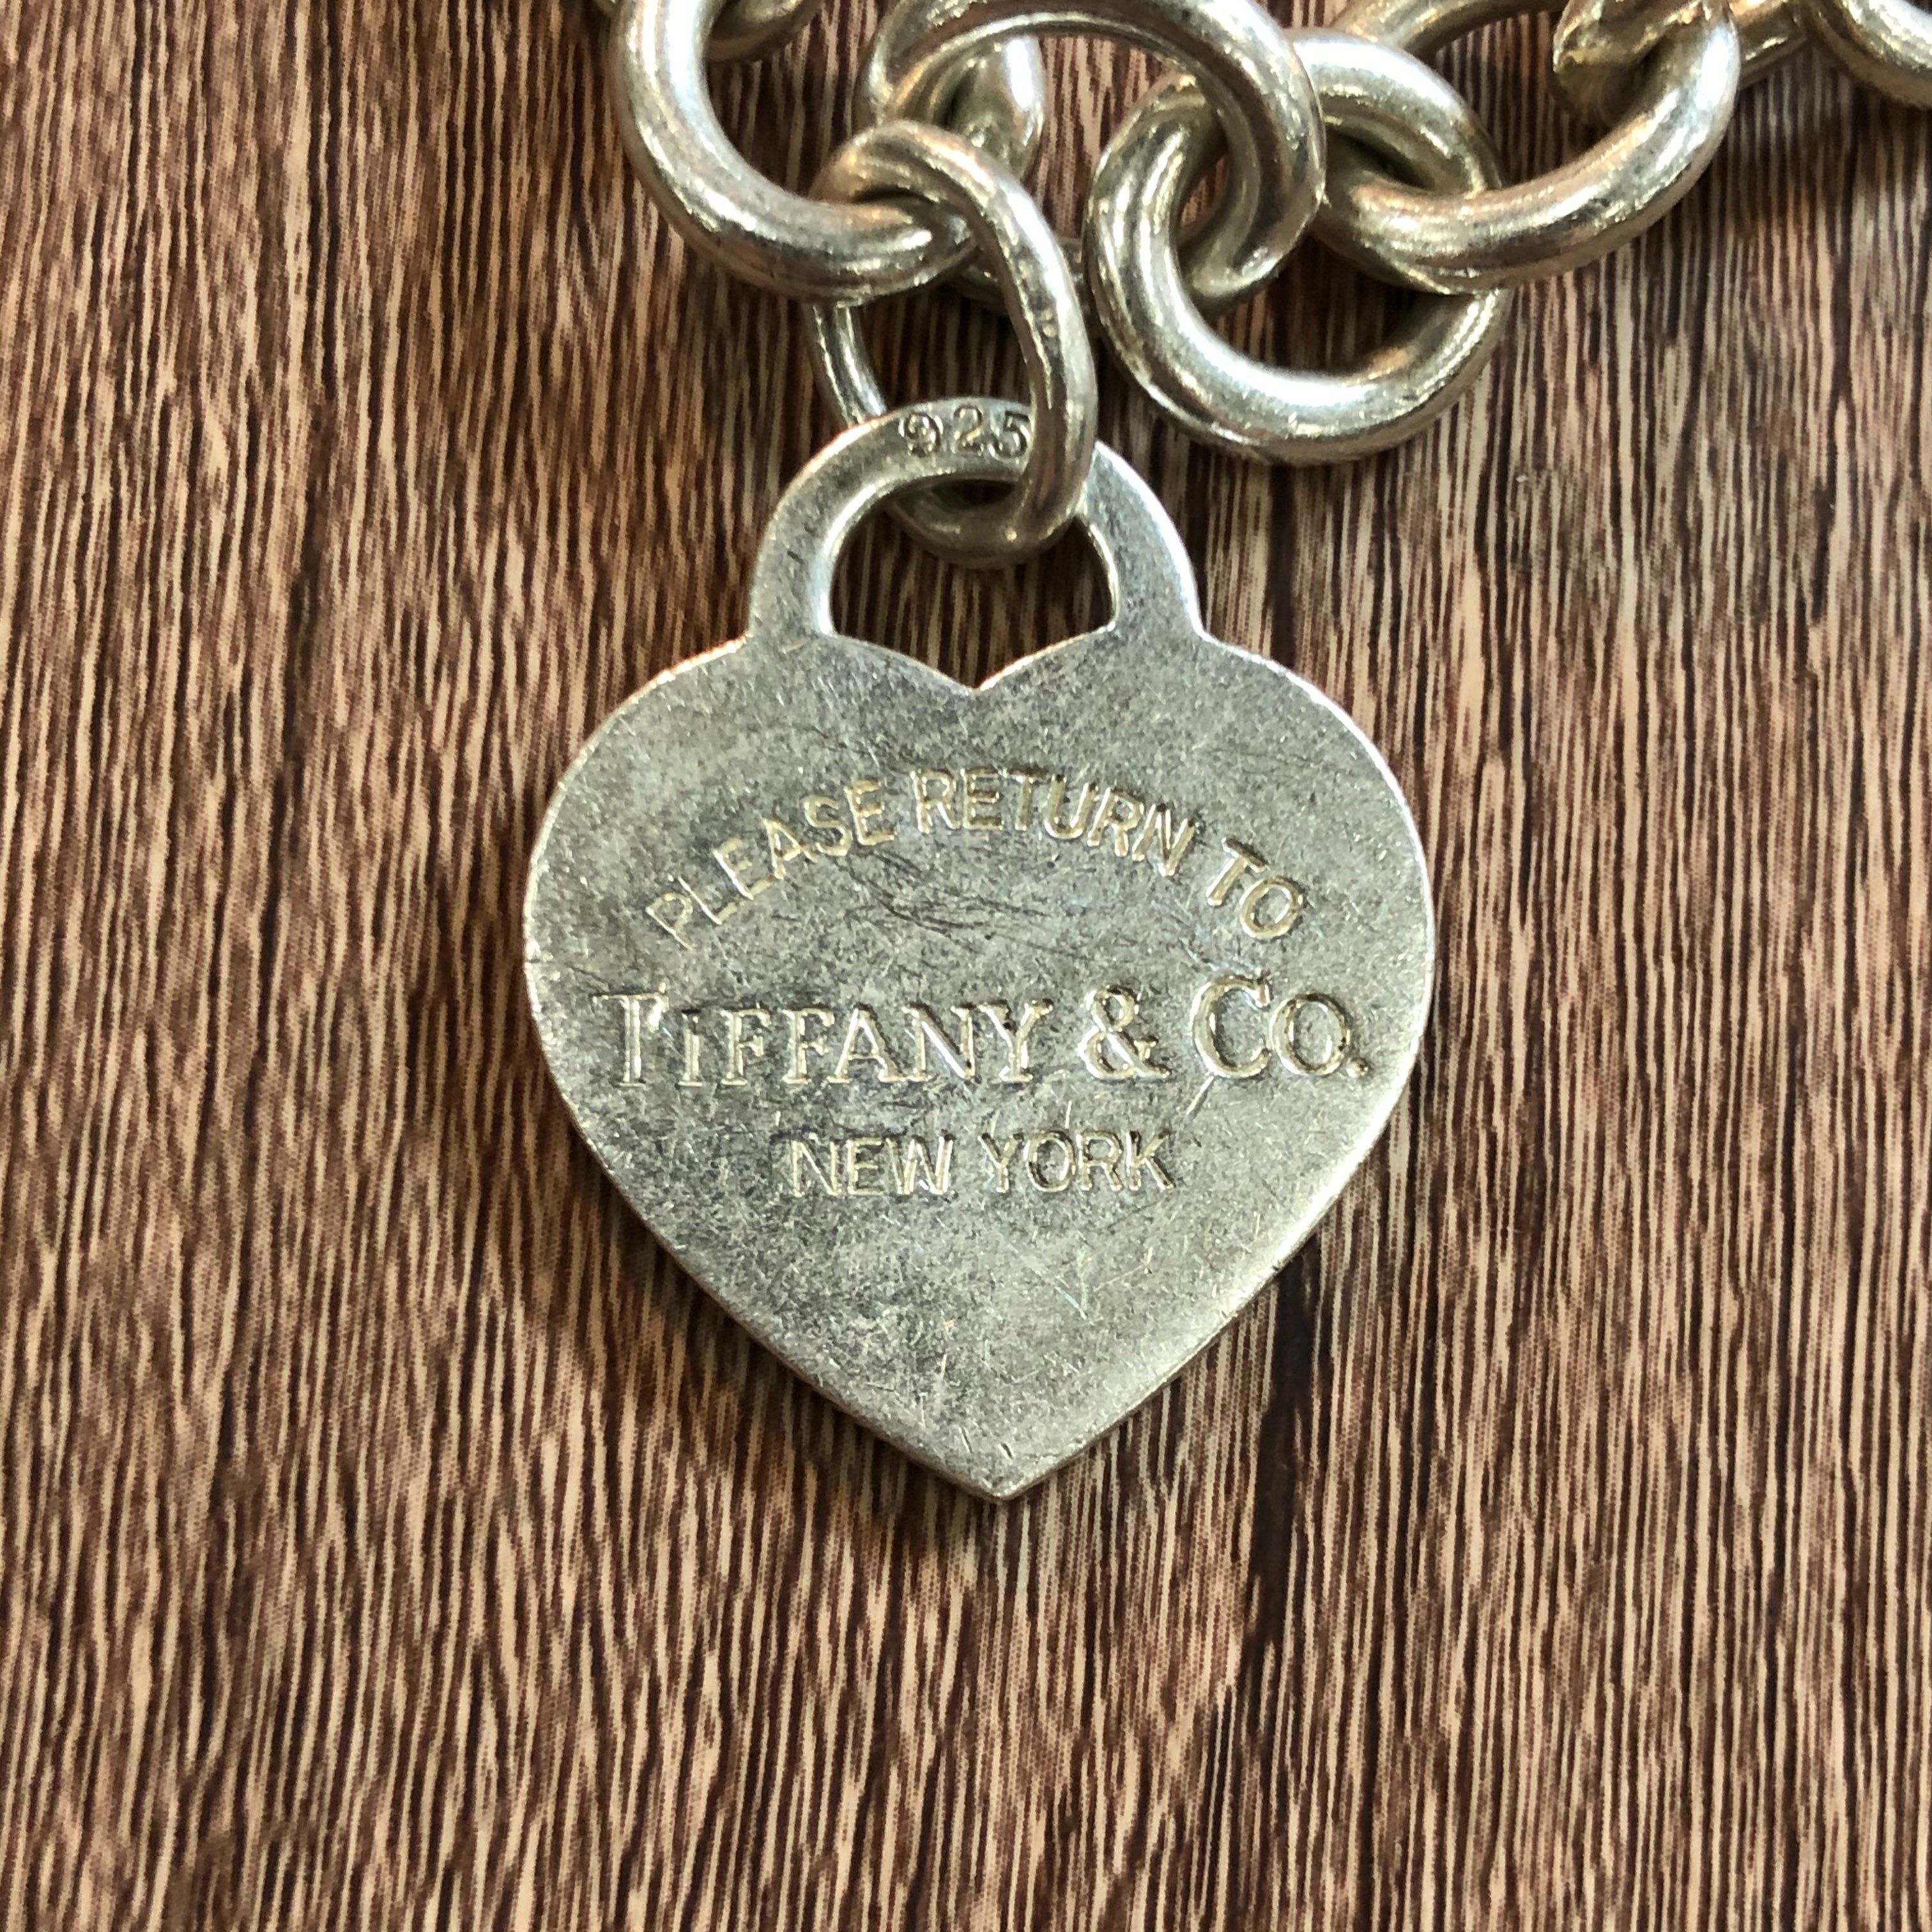 925
PLEASE RETURN TO
TIFFANY & CO.
NEW YORK